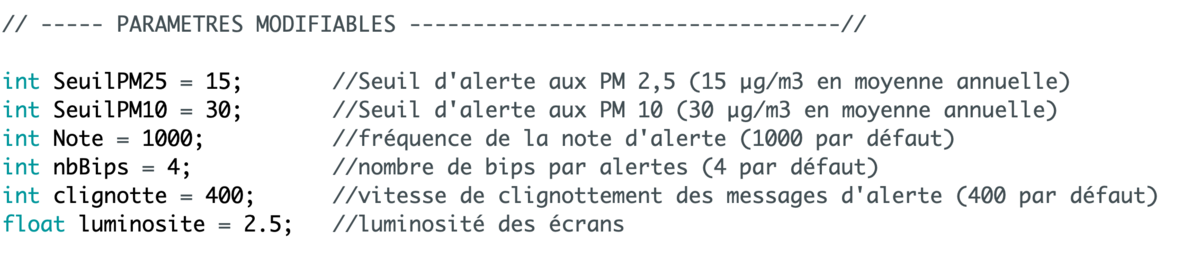 // ----- PARAMETRES MODIFIABLES ----------------------------------//
int SeuilPM25 = 15;       //Seuil d'alerte aux PM 2,5 (15 µg/m3 en moyenne annuelle)
int SeuilPM10 = 30;       //Seuil d'alerte aux PM 10 (30 µg/m3 en moyenne annuelle)
int Note = 1000;          //fréquence de la note d'alerte (1000 par défaut)
int nbBips = 4;           //nombre de bips par alertes (4 par défaut)
int clignotte = 400;      //vitesse de clignottement des messages d'alerte (400 par défaut)
float luminosite = 2.5;   //luminosité des écrans